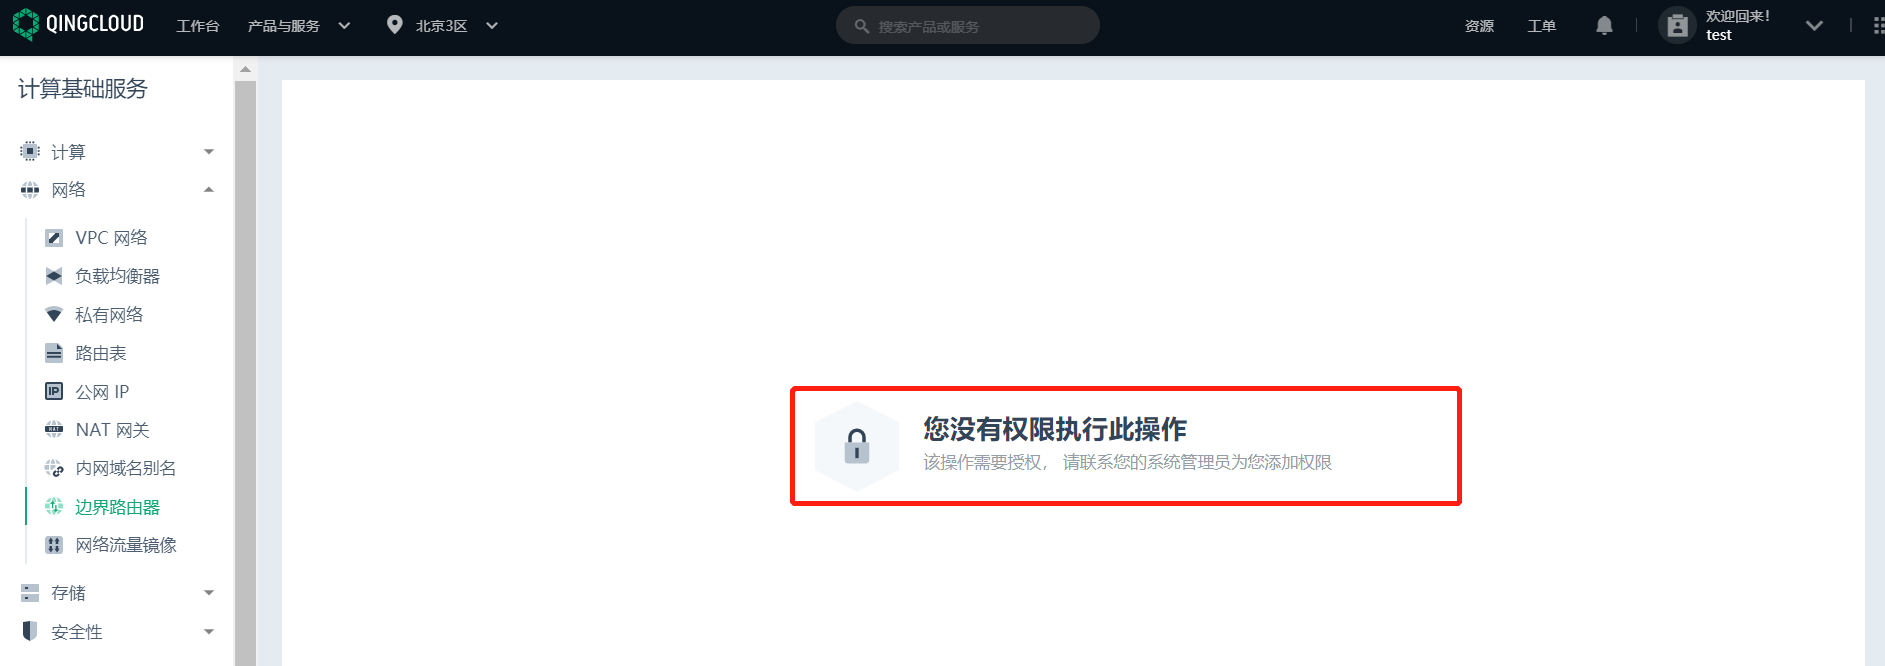 QINGCLOUD 工作台 产品与服务 北京3区 搜索产品或服务 资源 工单 欢迎回来!
test
计算基础服务
计算
网络
VPC 网络
负载均衡器
私有网络
路由表
IP 公网 IP
NAT NAT 网关
内网域名别名
边界路由器
网络流量镜像
存储
安全性
您没有权限执行此操作
该操作需要授权， 请联系您的系统管理员为您添加权限